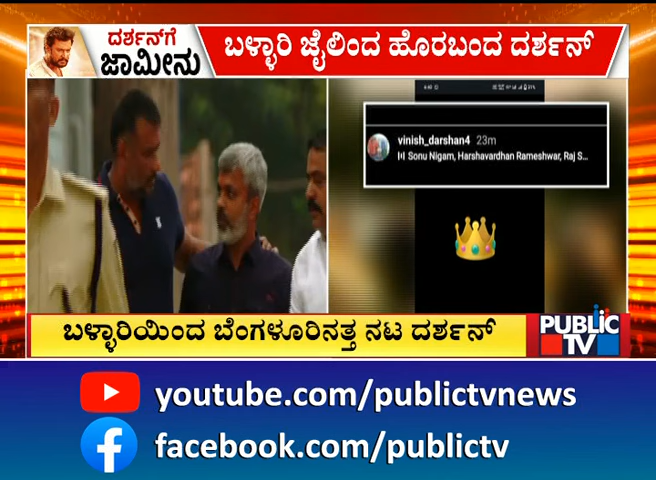 ದರ್ಶನ್‌ಗೆ
ಜಾಮೀನು
ಬಳ್ಳಾರಿ ಜೈಲಿಂದ ಹೊರಬಂದ ದರ್ಶನ್
vinish_darshan4 23m
Sonu Nigam, Harshavardhan Rameshwar, Raj S...
ಬಳ್ಳಾರಿಯಿಂದ ಬೆಂಗಳೂರಿನತ್ತ ನಟ ದರ್ಶನ್
PUBLIC
TV
youtube.com/publictvnews
facebook.com/publictv